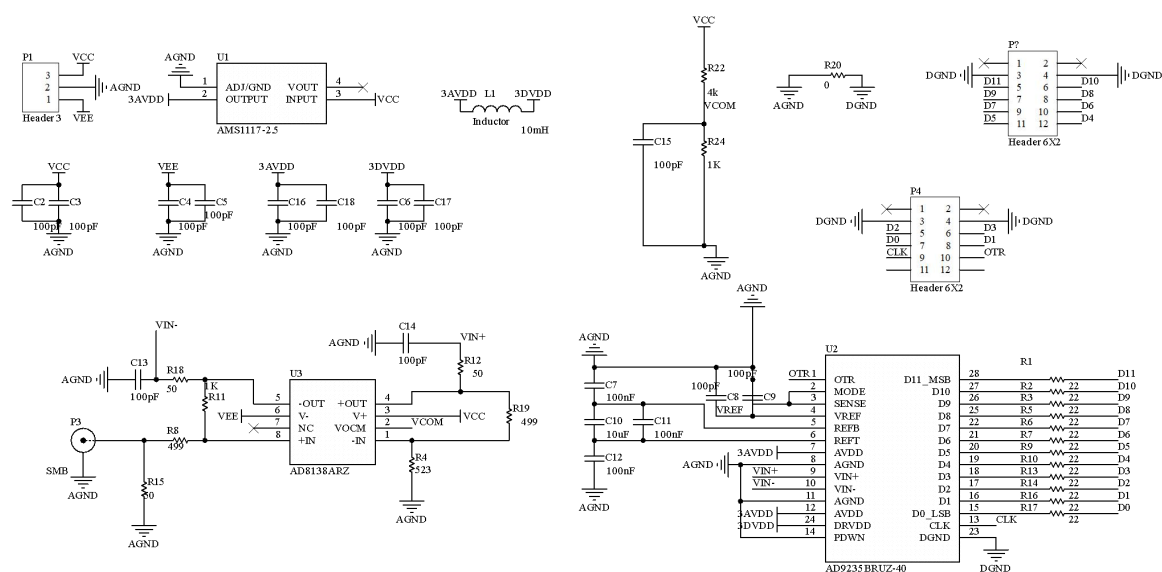 P1
VCC
3
2
1
AGND
VEE
Header 3
AGND
U1
1
2
ADJ/GND
OUTPUT
VOUT
INPUT
4
3
3AVDD
VCC
AMS1117-2.5
3AVDD
L1
3DVDD
Inductor
10mH
VCC
R22
4k
VCOM
C15
100pF
R24
1K
AGND
R20
0
AGND
DGND
P?
1 2
DGND 3 4 DGND
D11 5 6 D10
D9 7 8 D8
D7 9 10 D6
D5 11 12 D4
Header 6X2
VCC
C2
C3
100pF
100pF
AGND
VEE
C4
C5
100pF
100pF
AGND
3AVDD
C16
C18
100pF
100pF
AGND
3DVDD
C6
C17
100pF
100pF
AGND
P4
1 2
DGND 3 4 DGND
D2 5 6 D3
D0 7 8 D1
CLK 9 10 OTR
11 12
Header 6X2
VIN-
C13
AGND
100pF
R18
50
1K
R11
P3
SMB
AGND
R8
499
R15
50
AGND
AGND
C14
100pF
VIN+
R12
50
U3
5 -OUT +OUT 4
VEE 6 V- V+ 3 VCC
7 NC VOCM 2 VCOM
8 +IN -IN 1
AD8138ARZ
R19
499
R4
523
AGND
AGND
AGND
C7
100nF
C10
10uF
C11
100nF
C12
100nF
AGND
100pF
C8
100pF
C9
VREF
U2
OTR 1 OTR
2 MODE
3 SENSE
4 VREF
5 REFB
6 REFT
3AVDD 7 AVDD
AGND 8 AGND
VIN+ 9 VIN+
VIN- 10 VIN-
11 AGND
3AVDD 12 AVDD
3DVDD 24 DRVDD
14 PDWN
R1
D11_MSB 28 D11
D10 27 R2 22 D10
D9 26 R3 22 D9
D8 25 R5 22 D8
D7 22 R6 22 D7
D6 21 R7 22 D6
D5 20 R9 22 D5
D4 19 R10 22 D4
D3 18 R13 22 D3
D2 17 R14 22 D2
D1 16 R16 22 D1
D0_LSB 15 R17 22 D0
CLK 13 22 CLK
DGND 23
DGND
AD9235BRUZ-40